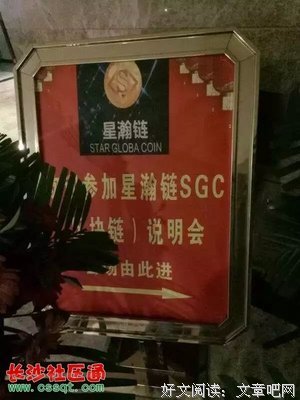 星瀚链
STAR GLOBA COIN
参加星瀚链SGC
块链）说明会
由此进
长沙社区通
www.cssqt.com
好文阅读：文章吧网